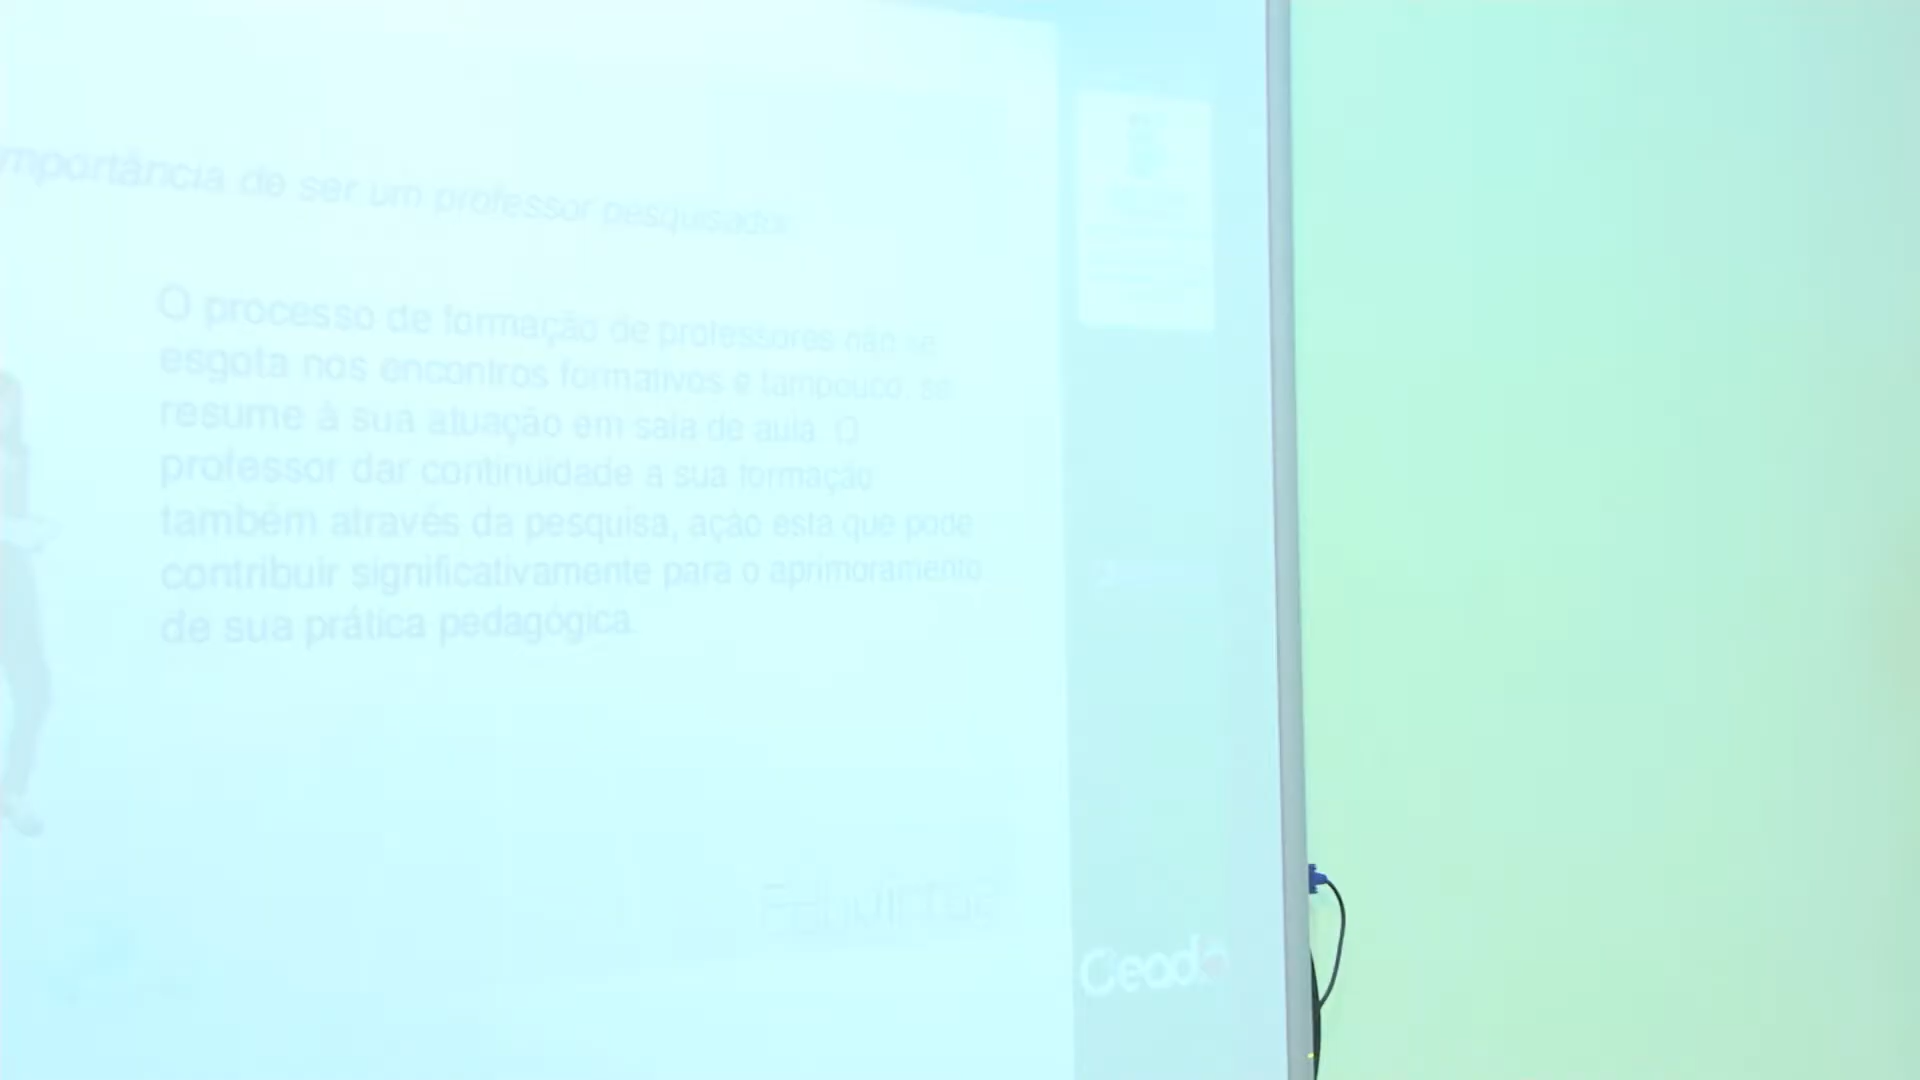 mportância de ser um professor pesquisador.
O processo de formação de professores não se
esgota nos encontros formativos e tampouco, se
resume à sua atuação em sala de aula. O
professor dar continuidade a sua formação
também através da pesquisa, ação esta que pode
contribuir significativamente para o aprimoramento
de sua prática pedagógica.
Cead